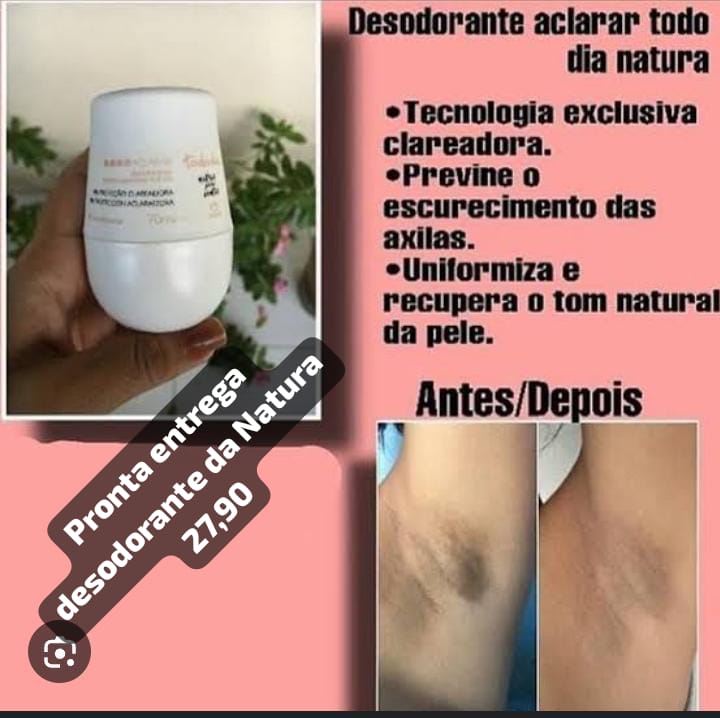 Desodorante aclarar todo
dia natura
•Tecnologia exclusiva
clareadora.
•Previne o
escurecimento das
axilas.
•Uniformiza e
recupera o tom natural
da pele.
Antes/Depois
Pronta entrega
desodorante da Natura
27,90